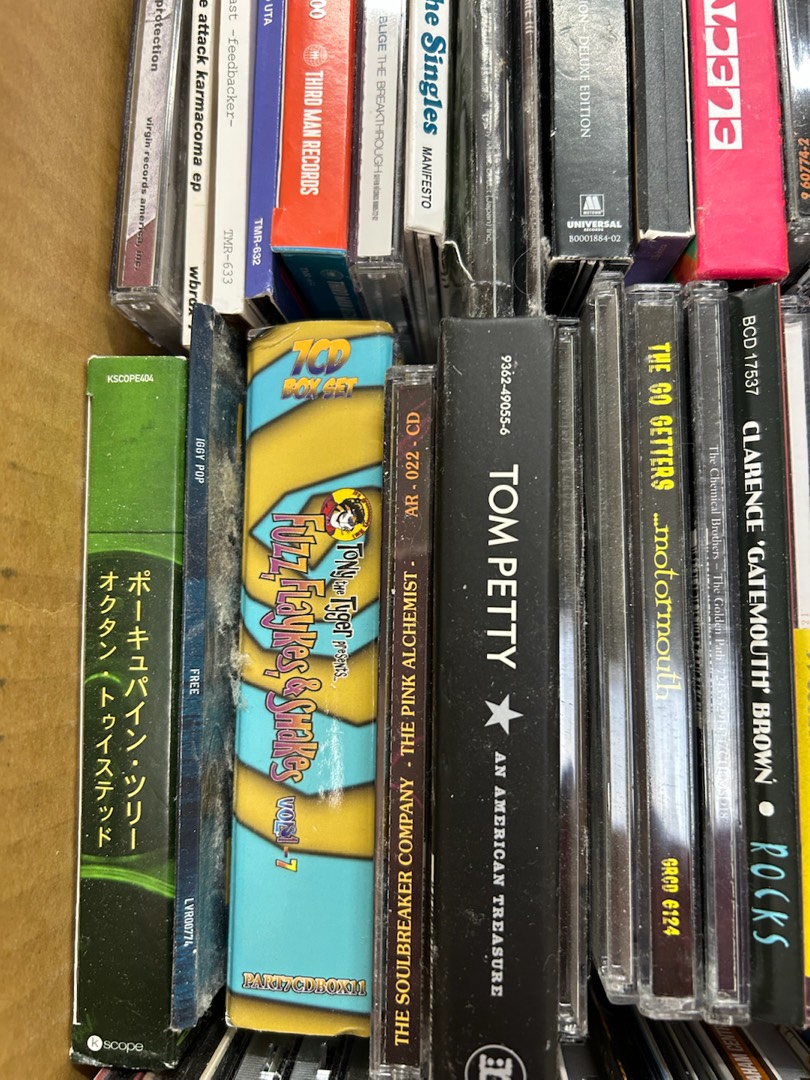 protection
virgin records america, inc.
attack karmacoma ep
wbrx
-feedbacker-
TMR-633
UTA
TMR-632
THIRD MAN RECORDS
BLIGE THE BREAKTHROUGH
the Singles
MANIFESTO
DELUXE EDITION
UNIVERSAL
RECORDS
B0001884-02
KSCOPE404
ポーキュパイン・ツリー
オクタン・トゥイステッド
kscope
IGGY POP
FREE
LVR00774
7CD
BOX SET
Tony the Tyger presents...
FUZZ, FLAYKES, & SHAKES
VOL 1-7
PART7CDBOX11
THE SOULBREAKER COMPANY - THE PINK ALCHEMIST - AR - 022 - CD
9362-49055-6
TOM PETTY
AN AMERICAN TREASURE
THE GO GETTERS ...motormouth
GRCD 6124
The Chemical Brothers - The Golden Path
BCD 17537
CLARENCE 'GATEMOUTH' BROWN • ROCKS